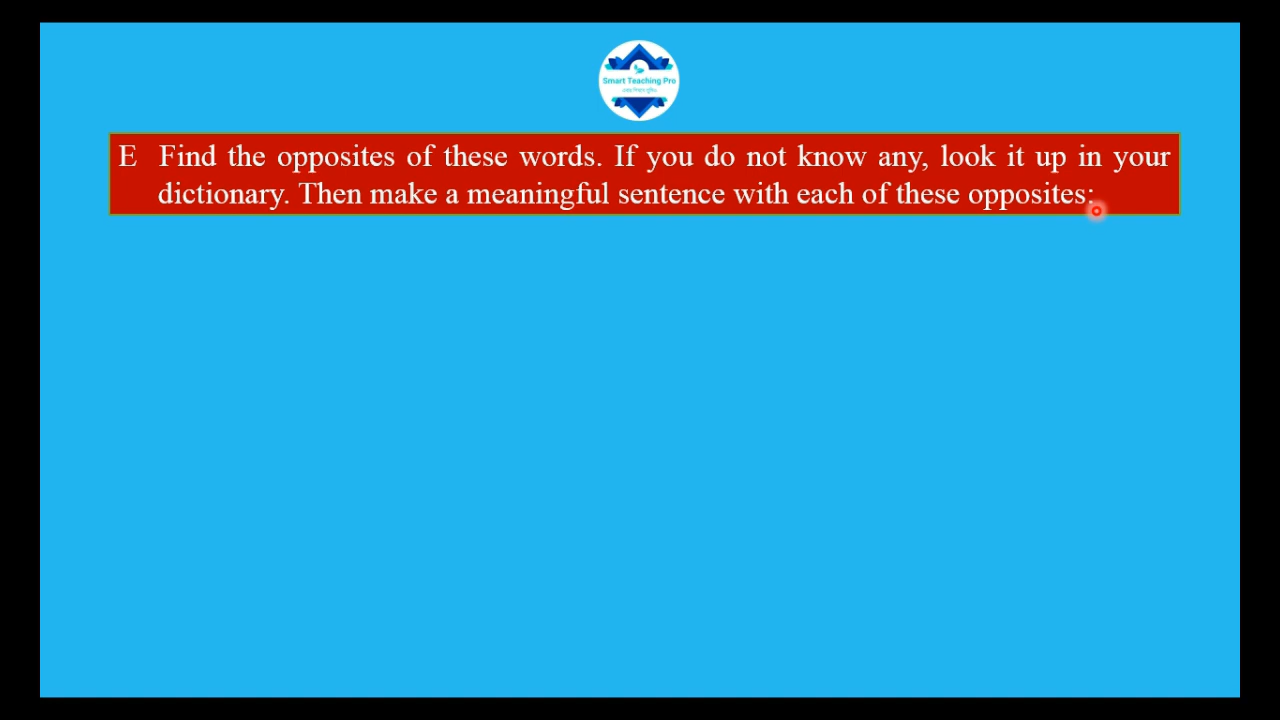 Smart Teaching Pro
E Find the opposites of these words. If you do not know any, look it up in your
dictionary. Then make a meaningful sentence with each of these opposites: